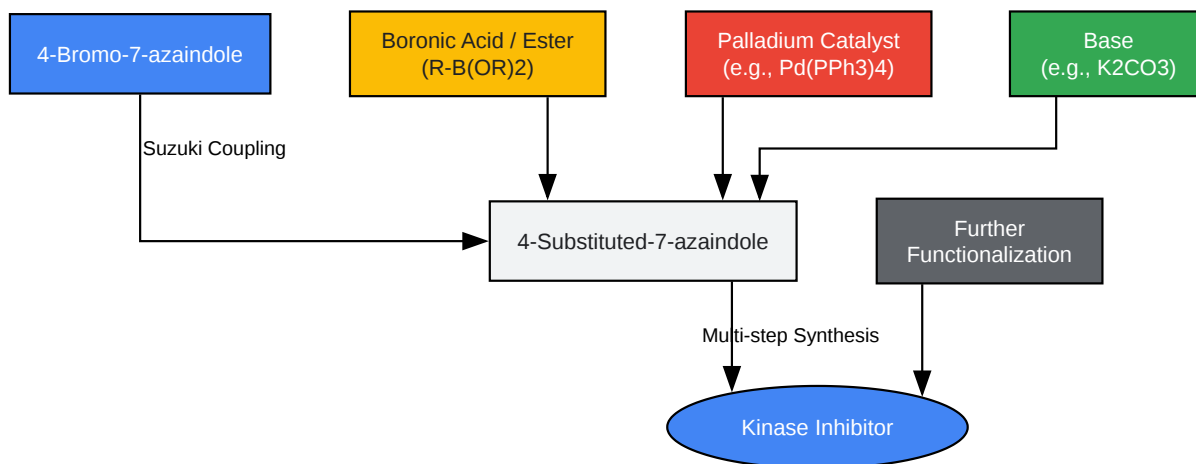 4-Bromo-7-azaindole
Boronic Acid / Ester
(R-B(OR)2)
Palladium Catalyst
(e.g., Pd(PPh3)4)
Base
(e.g., K2CO3)
Suzuki Coupling
4-Substituted-7-azaindole
Further
Functionalization
Multi-step Synthesis
Kinase Inhibitor